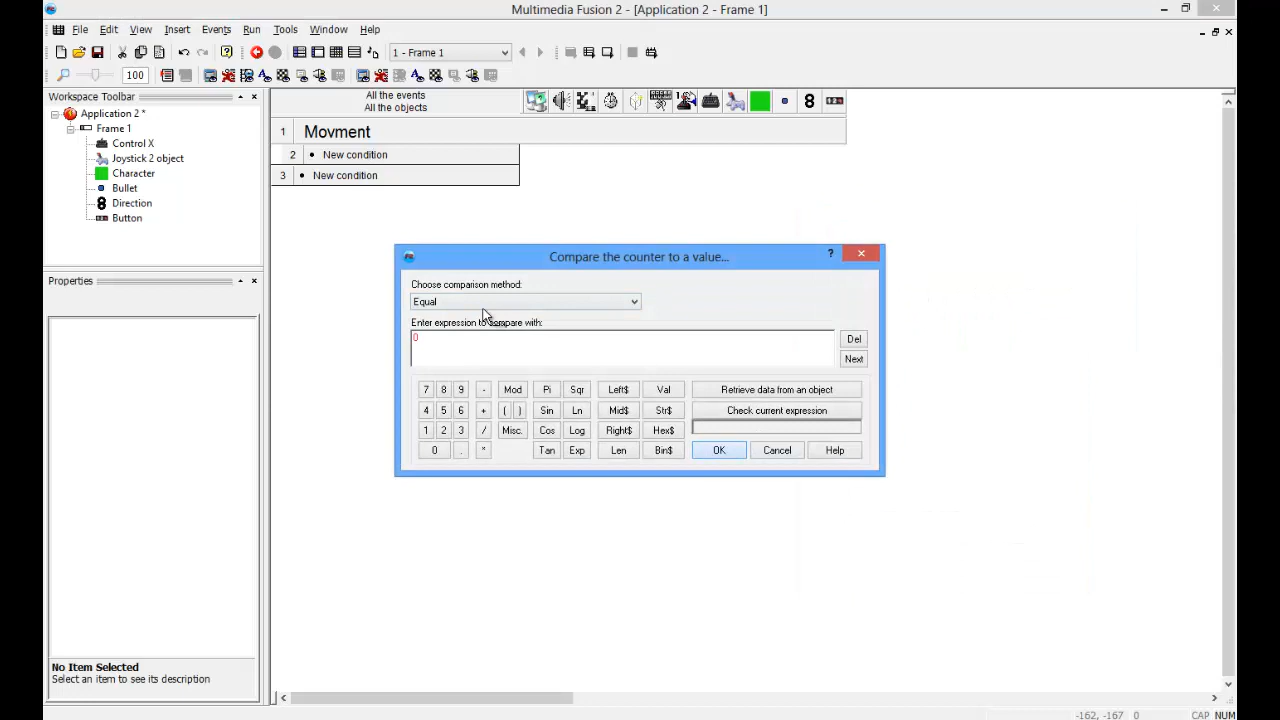 Multimedia Fusion 2 - [Application 2 - Frame 1]
File Edit View Insert Events Run Tools Window Help
1 - Frame 1
100
Workspace Toolbar
Application 2 *
Frame 1
Control X
Joystick 2 object
Character
Bullet
8 Direction
Button
All the events
All the objects
8
1 Movment
2 • New condition
3 • New condition
Properties
No Item Selected
Select an item to see its description
Compare the counter to a value...
?
Choose comparison method:
Equal
Enter expression to compare with:
0
Del
Next
7 8 9 - Mod Pi Sqr Left$ Val Retrieve data from an object
4 5 6 + ( ) Sin Ln Mid$ Str$ Check current expression
1 2 3 / Misc. Cos Log Right$ Hex$
0 . * Tan Exp Len Bin$ OK Cancel Help
-162, -167 0 CAP NUM